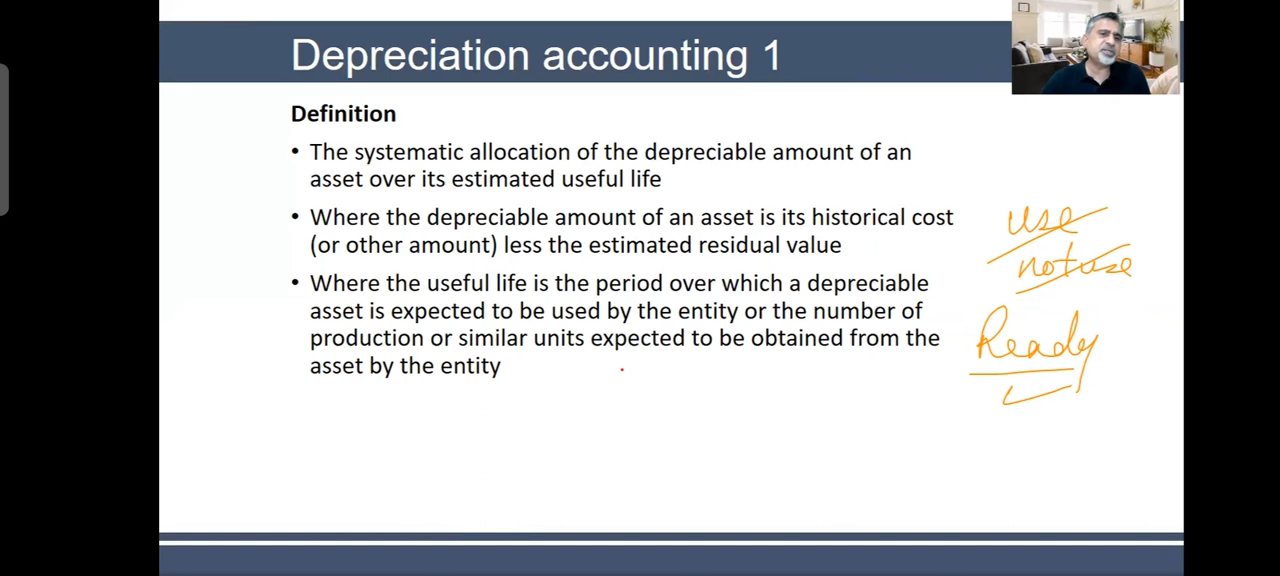 Depreciation accounting 1
Definition
• The systematic allocation of the depreciable amount of an
asset over its estimated useful life
• Where the depreciable amount of an asset is its historical cost
(or other amount) less the estimated residual value
• Where the useful life is the period over which a depreciable
asset is expected to be used by the entity or the number of
production or similar units expected to be obtained from the
asset by the entity
use
not use
Ready